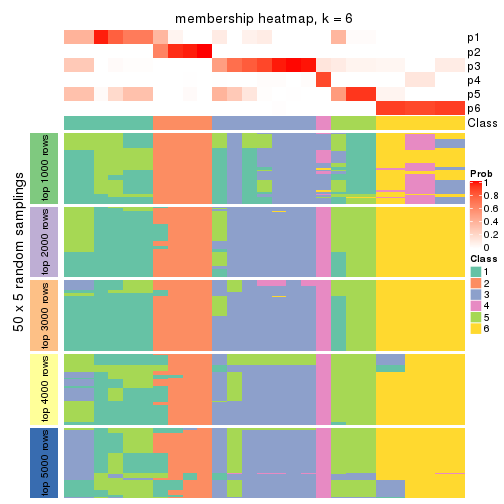 membership heatmap, k = 6
p1
p2
p3
p4
p5
p6
Class
50 x 5 random samplings
top 1000 rows
top 2000 rows
top 3000 rows
top 4000 rows
top 5000 rows
Prob
1
0.8
0.6
0.4
0.2
0
Class
1
2
3
4
5
6